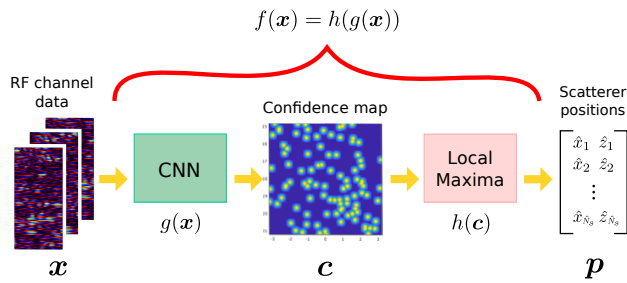 f(x) = h(g(x))
RF channel
data
Confidence map
Scatterer
positions
CNN
Local
Maxima
x̂₁ ẑ₁
x̂₂ ẑ₂
⋮
x̂_N̂ₛ ẑ_N̂ₛ
g(x)
h(c)
x
c
p